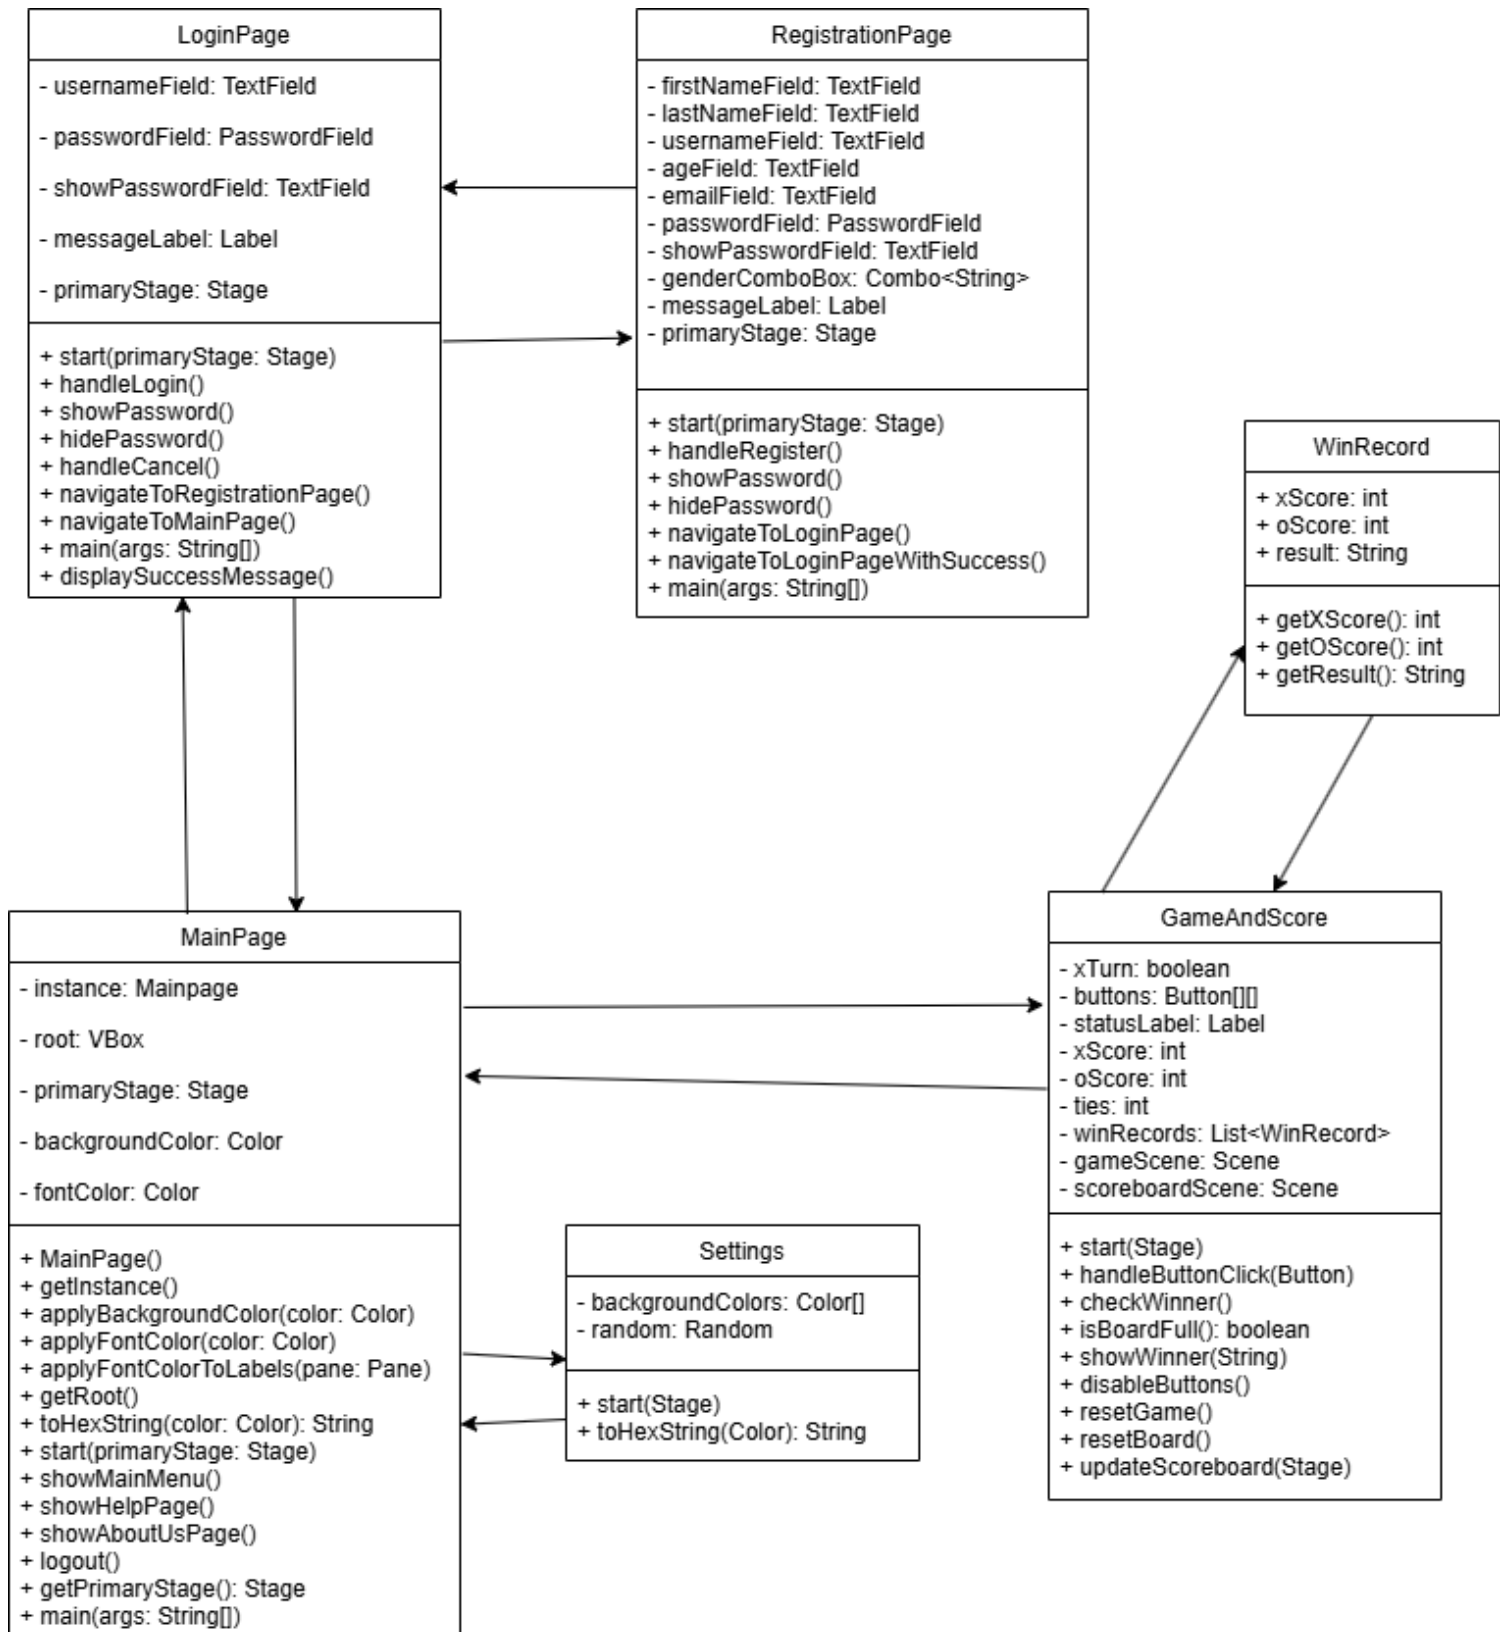 LoginPage
- usernameField: TextField
- passwordField: PasswordField
- showPasswordField: TextField
- messageLabel: Label
- primaryStage: Stage
+ start(primaryStage: Stage)
+ handleLogin()
+ showPassword()
+ hidePassword()
+ handleCancel()
+ navigateToRegistrationPage()
+ navigateToMainPage()
+ main(args: String[])
+ displaySuccessMessage()
RegistrationPage
- firstNameField: TextField
- lastNameField: TextField
- usernameField: TextField
- ageField: TextField
- emailField: TextField
- passwordField: PasswordField
- showPasswordField: TextField
- genderComboBox: Combo<String>
- messageLabel: Label
- primaryStage: Stage
+ start(primaryStage: Stage)
+ handleRegister()
+ showPassword()
+ hidePassword()
+ navigateToLoginPage()
+ navigateToLoginPageWithSuccess()
+ main(args: String[])
WinRecord
+ xScore: int
+ oScore: int
+ result: String
+ getXScore(): int
+ getOScore(): int
+ getResult(): String
MainPage
- instance: Mainpage
- root: VBox
- primaryStage: Stage
- backgroundColor: Color
- fontColor: Color
+ MainPage()
+ getInstance()
+ applyBackgroundColor(color: Color)
+ applyFontColor(color: Color)
+ applyFontColorToLabels(pane: Pane)
+ getRoot()
+ toHexString(color: Color): String
+ start(primaryStage: Stage)
+ showMainMenu()
+ showHelpPage()
+ showAboutUsPage()
+ logout()
+ getPrimaryStage(): Stage
+ main(args: String[])
Settings
- backgroundColors: Color[]
- random: Random
+ start(Stage)
+ toHexString(Color): String
GameAndScore
- xTurn: boolean
- buttons: Button[][]
- statusLabel: Label
- xScore: int
- oScore: int
- ties: int
- winRecords: List<WinRecord>
- gameScene: Scene
- scoreboardScene: Scene
+ start(Stage)
+ handleButtonClick(Button)
+ checkWinner()
+ isBoardFull(): boolean
+ showWinner(String)
+ disableButtons()
+ resetGame()
+ resetBoard()
+ updateScoreboard(Stage)